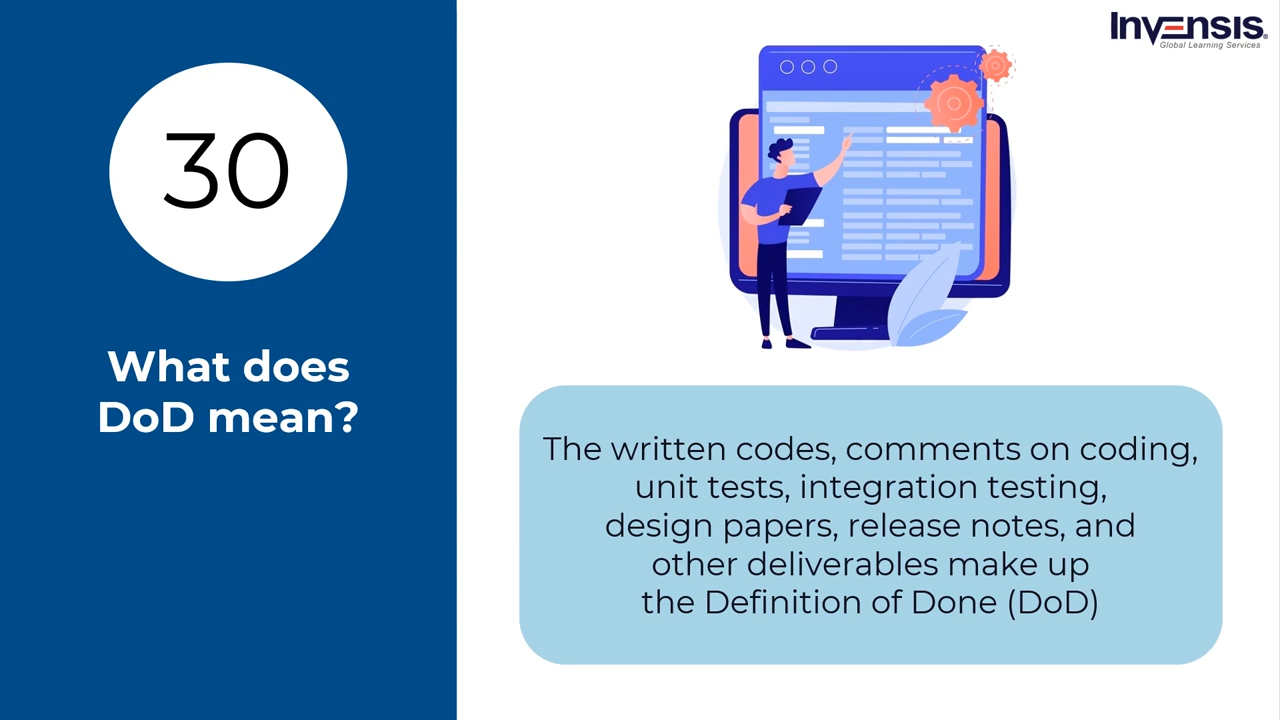 30
What does
DoD mean?
Invensis®
Global Learning Services
The written codes, comments on coding,
unit tests, integration testing,
design papers, release notes, and
other deliverables make up
the Definition of Done (DoD)